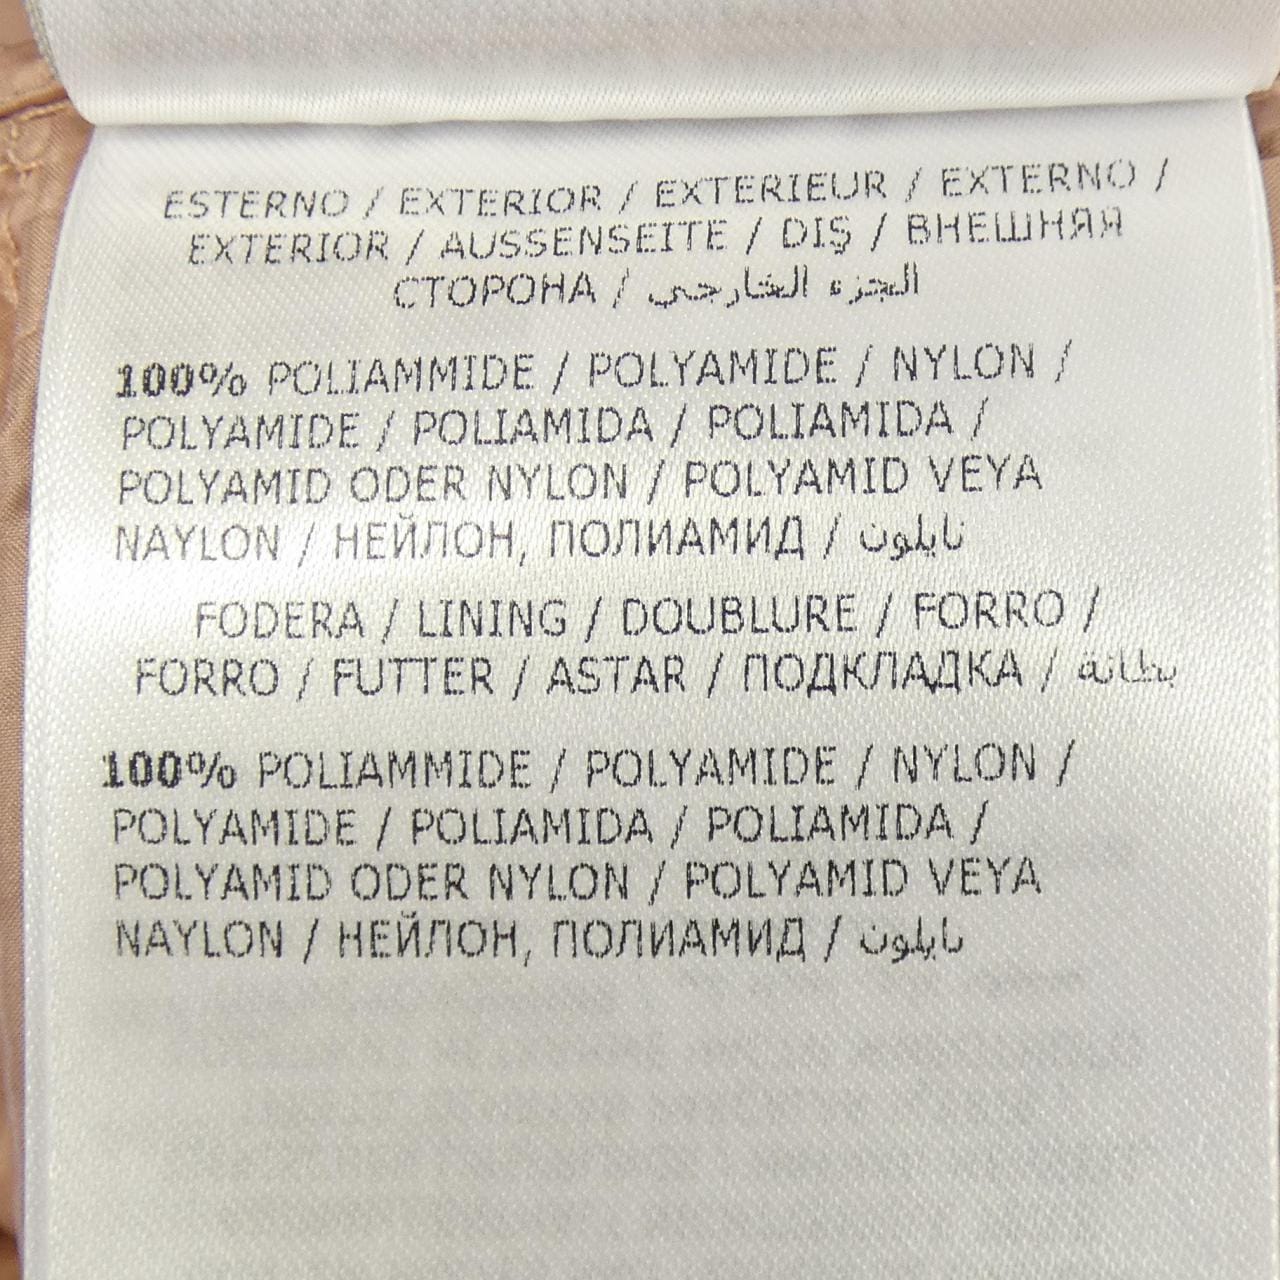 ESTERNO / EXTERIOR / EXTERIEUR / EXTERNO /
EXTERIOR / AUSSENSEITE / DIŞ / ВНЕШНЯЯ
СТОРОНА / الجزء الخارجي
100% POLIAMMIDE / POLYAMIDE / NYLON /
POLYAMIDE / POLIAMIDA / POLIAMIDA /
POLYAMID ODER NYLON / POLYAMID VEYA
NAYLON / НЕЙЛОН, ПОЛИАМИД / نايلون
FODERA / LINING / DOUBLURE / FORRO /
FORRO / FUTTER / ASTAR / ПОДКЛАДКА / بطانة
100% POLIAMMIDE / POLYAMIDE / NYLON /
POLYAMIDE / POLIAMIDA / POLIAMIDA /
POLYAMID ODER NYLON / POLYAMID VEYA
NAYLON / НЕЙЛОН, ПОЛИАМИД / نايلون